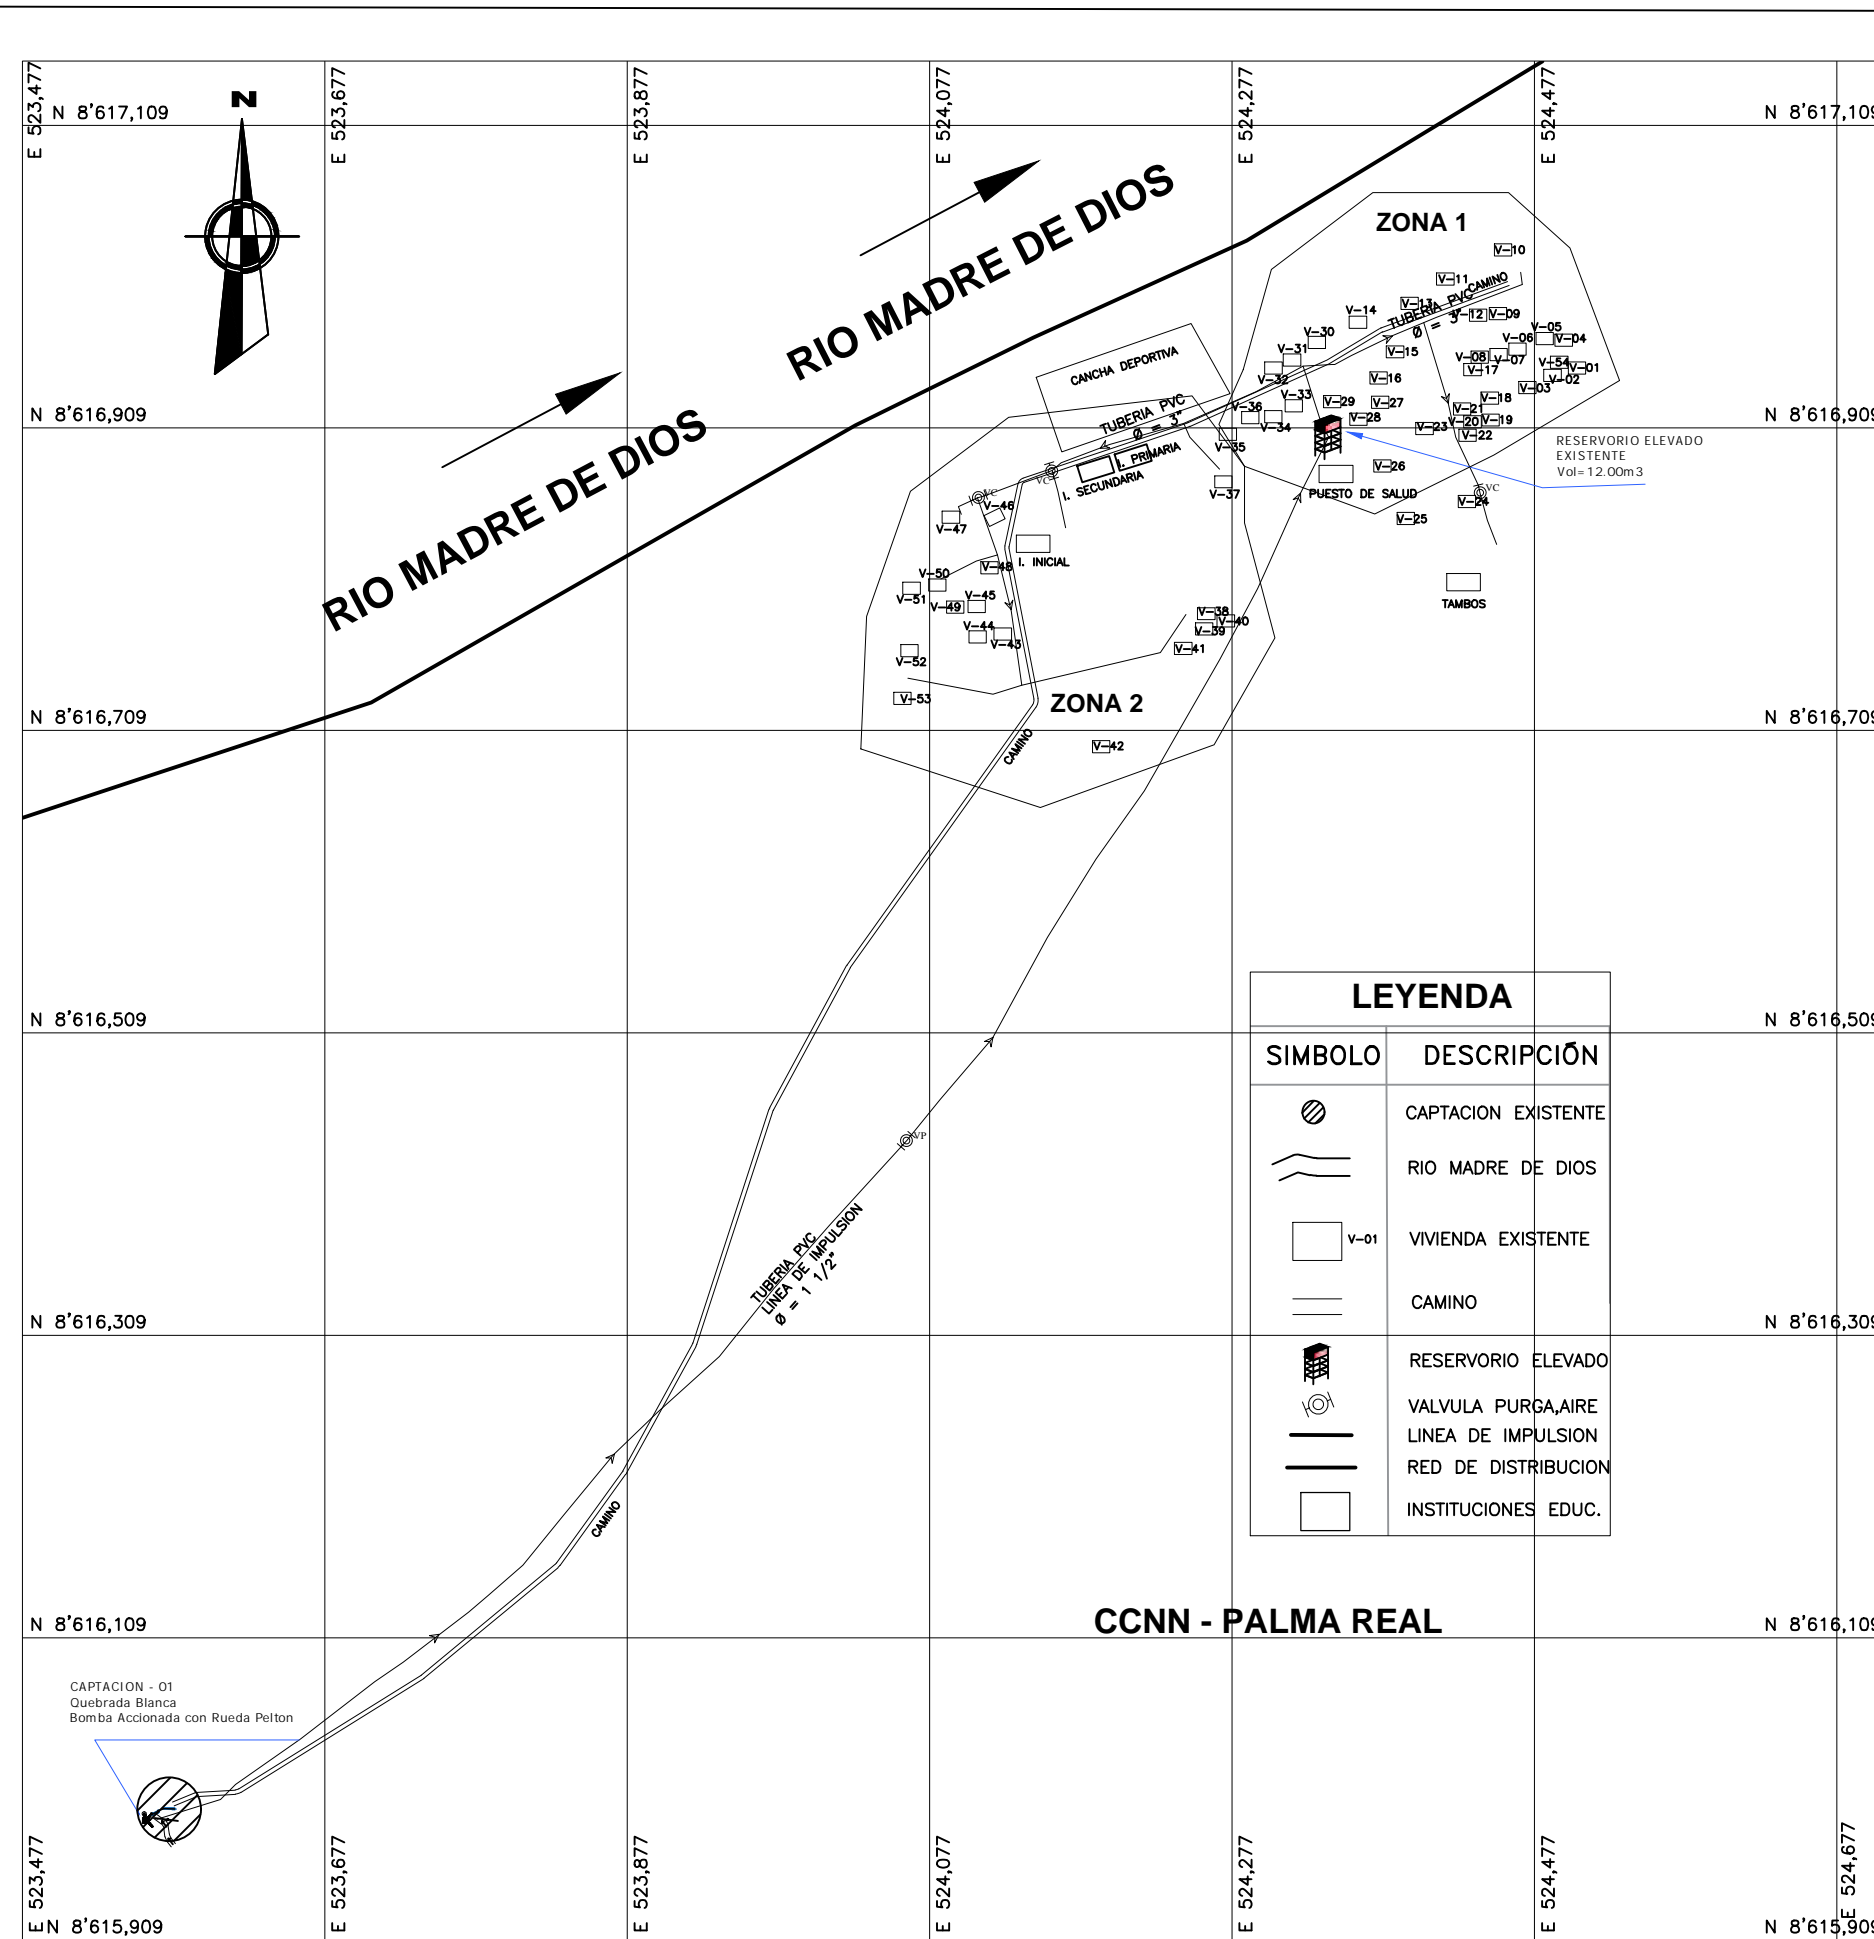 E 523,477
E 523,677
E 523,877
E 524,077
E 524,277
E 524,477
N 8'617,109
N 8'617,109
N
RIO MADRE DE DIOS
RIO MADRE DE DIOS
ZONA 1
V-10
V-11
CAMINO
V-13
TUBERIA PVC
Ø = 3"
V-14
V-12
V-09
V-30
V-05
V-04
V-06
V-31
V-15
V-08
V-07
V-54
V-01
V-32
V-17
V-02
V-16
V-03
CANCHA DEPORTIVA
V-33
V-29
V-27
V-18
V-21
TUBERIA PVC
Ø = 3"
V-36
V-34
V-28
V-20
V-19
V-23
V-22
N 8'616,909
N 8'616,909
V-35
RESERVORIO ELEVADO
EXISTENTE
Vol=12.00m3
I. PRIMARIA
I. SECUNDARIA
VC
V-26
V-37
PUESTO DE SALUD
VC
V-24
VC
V-46
V-47
V-25
I. INICIAL
V-48
V-50
V-51
TAMBOS
V-49
V-45
V-38
V-40
V-39
V-44
V-43
V-41
V-52
V-53
ZONA 2
N 8'616,709
N 8'616,709
CAMINO
V-42
LEYENDA
N 8'616,509
N 8'616,509
SIMBOLO
DESCRIPCIÓN
CAPTACION EXISTENTE
VP
RIO MADRE DE DIOS
V-01
VIVIENDA EXISTENTE
TUBERIA PVC
LINEA DE IMPULSION
Ø = 1 1/2"
CAMINO
N 8'616,309
N 8'616,309
RESERVORIO ELEVADO
VALVULA PURGA,AIRE
LINEA DE IMPULSION
RED DE DISTRIBUCION
INSTITUCIONES EDUC.
CAMINO
N 8'616,109
CCNN - PALMA REAL
N 8'616,109
CAPTACION - 01
Quebrada Blanca
Bomba Accionada con Rueda Pelton
E 523,477
E 523,677
E 523,877
E 524,077
E 524,277
E 524,477
E 524,677
N 8'615,909
N 8'615,909